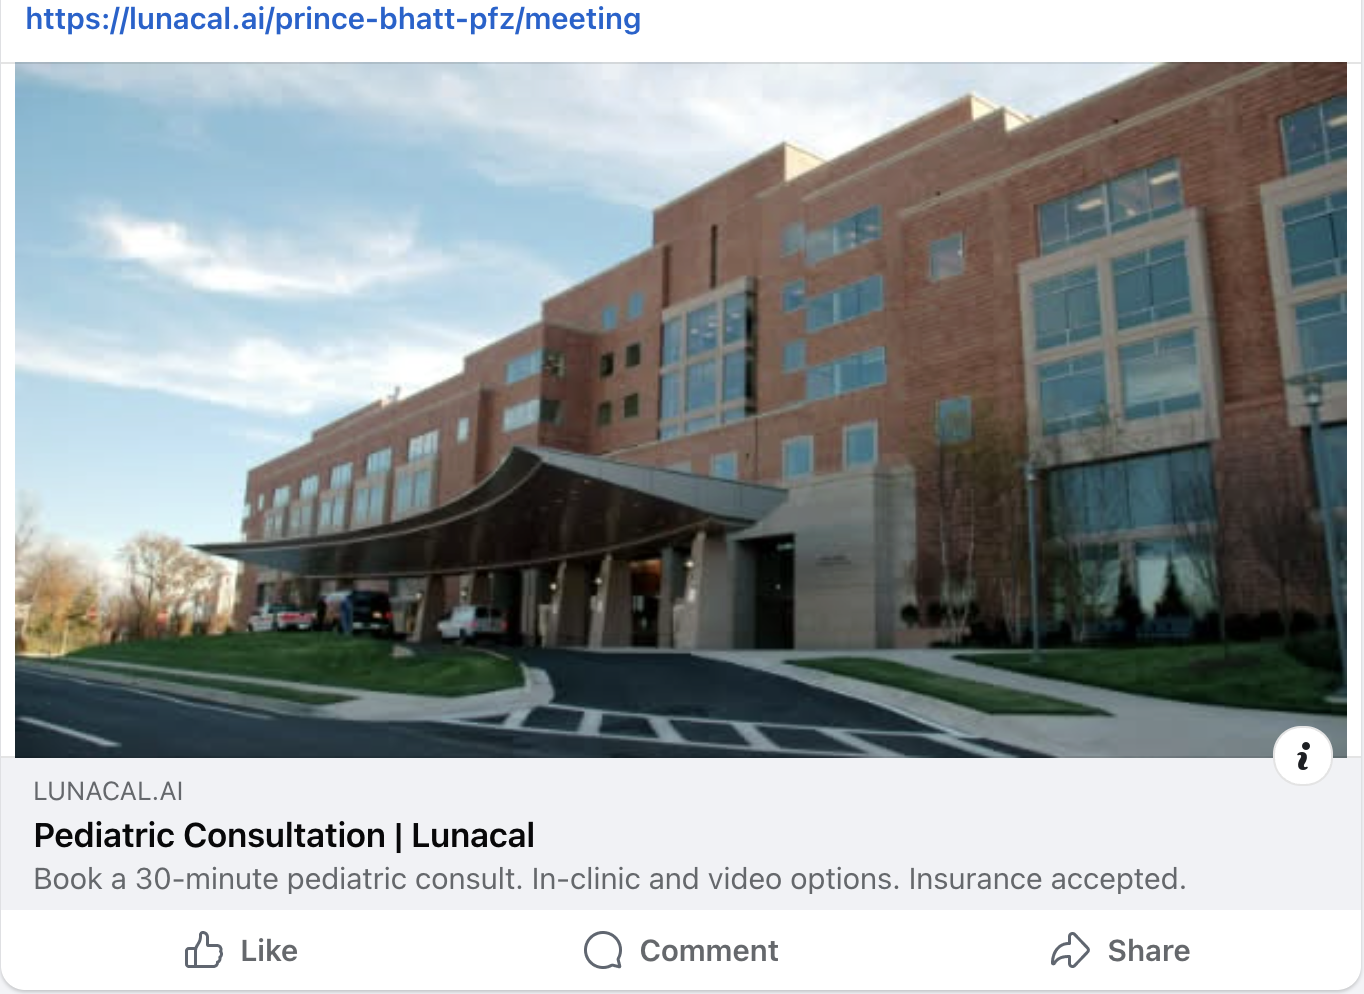 https://lunacal.ai/prince-bhatt-pfz/meeting
LUNACAL.AI
Pediatric Consultation | Lunacal
Book a 30-minute pediatric consult. In-clinic and video options. Insurance accepted.
Like
Comment
Share